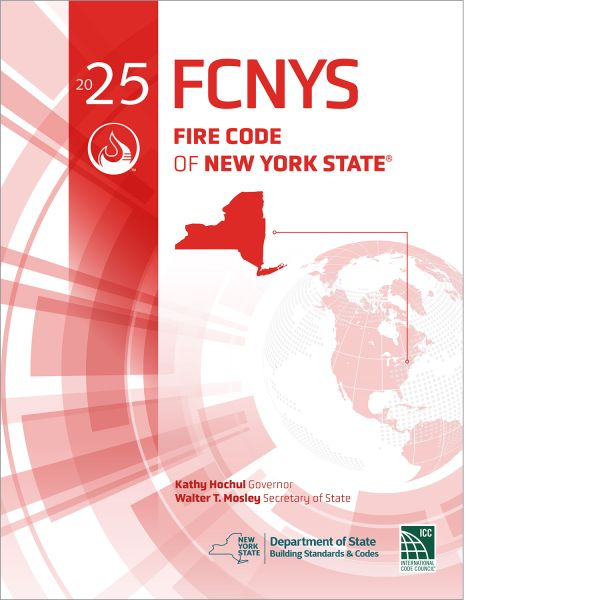 2025
FCNYS
FIRE CODE
OF NEW YORK STATE®
Kathy Hochul Governor
Walter T. Mosley Secretary of State
NEW
YORK
STATE
Department of State
Building Standards & Codes
ICC
INTERNATIONAL
CODE COUNCIL®